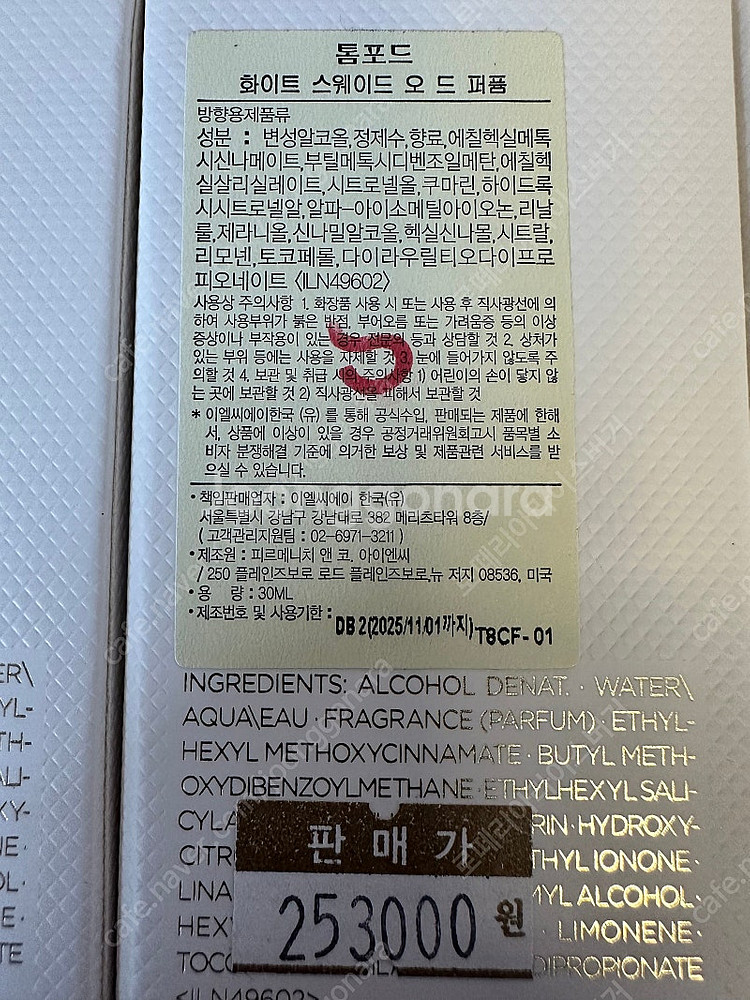 톰포드
화이트 스웨이드 오 드 퍼퓸
방향용제품류
성분 : 변성알코올,정제수,향료,에칠헥실메톡
시신나메이트,부틸메톡시디벤조일메탄,에칠헥
실살리실레이트,시트로넬올,쿠마린,하이드록
시시트로넬알,알파-아이소메틸아이오논,리날
룰,제라니올,신나밀알코올,헥실신나몰,시트랄,
리모넨,토코페롤,다이라우릴티오다이프로
피오네이트 <ILN49602>
사용상 주의사항 1. 화장품 사용 시 또는 사용 후 직사광선에 의
하여 사용부위가 붉은 반점, 부어오름 또는 가려움증 등의 이상
증상이나 부작용이 있는 경우 전문의 등과 상담할 것 2. 상처가
있는 부위 등에는 사용을 자제할 것 3. 눈에 들어가지 않도록 주
의할 것 4. 보관 및 취급 시의 주의사항 1) 어린이의 손이 닿지 않
는 곳에 보관할 것 2) 직사광선을 피해서 보관할 것
* 이엘씨에이한국 (유) 를 통해 공식수입, 판매되는 제품에 한해
서, 상품에 이상이 있을 경우 공정거래위원회고시 품목별 소
비자 분쟁해결 기준에 의거한 보상 및 제품관련 서비스를 받
으실 수 있습니다.
• 책임판매업자 : 이엘씨에이 한국(유)
서울특별시 강남구 강남대로 382 메리츠타워 8층/
( 고객관리지원팀 : 02-6971-3211 )
• 제조원 : 피르메니치 앤 코. 아이엔씨
/ 250 플레인즈보로 로드 플레인즈보로,뉴 저지 08536, 미국
• 용 량 : 30ML
• 제조번호 및 사용기한 : DB2(2025/11/01까지)T8CF-01
INGREDIENTS: ALCOHOL DENAT. · WATER\
AQUA\EAU · FRAGRANCE (PARFUM) · ETHYL-
HEXYL METHOXYCINNAMATE · BUTYL METH-
OXYDIBENZOYLMETHANE · ETHYLHEXYL SALI-
CYLA RIN · HYDROXY-
CITR THYL IONONE ·
LINA MYL ALCOHOL ·
HEX · LIMONENE ·
TOCO DIPROPIONATE
<ILN49602>
판매가
253000원